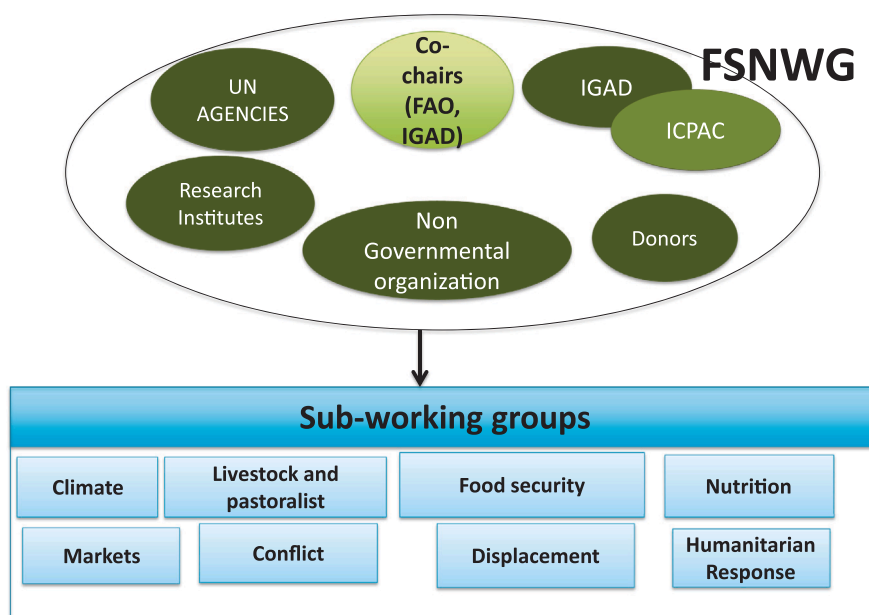 FSNWG
UN
AGENCIES
Co-
chairs
(FAO,
IGAD)
IGAD
ICPAC
Research
Institutes
Non
Governmental
organization
Donors
Sub-working groups
Climate
Livestock and
pastoralist
Food security
Nutrition
Markets
Conflict
Displacement
Humanitarian
Response